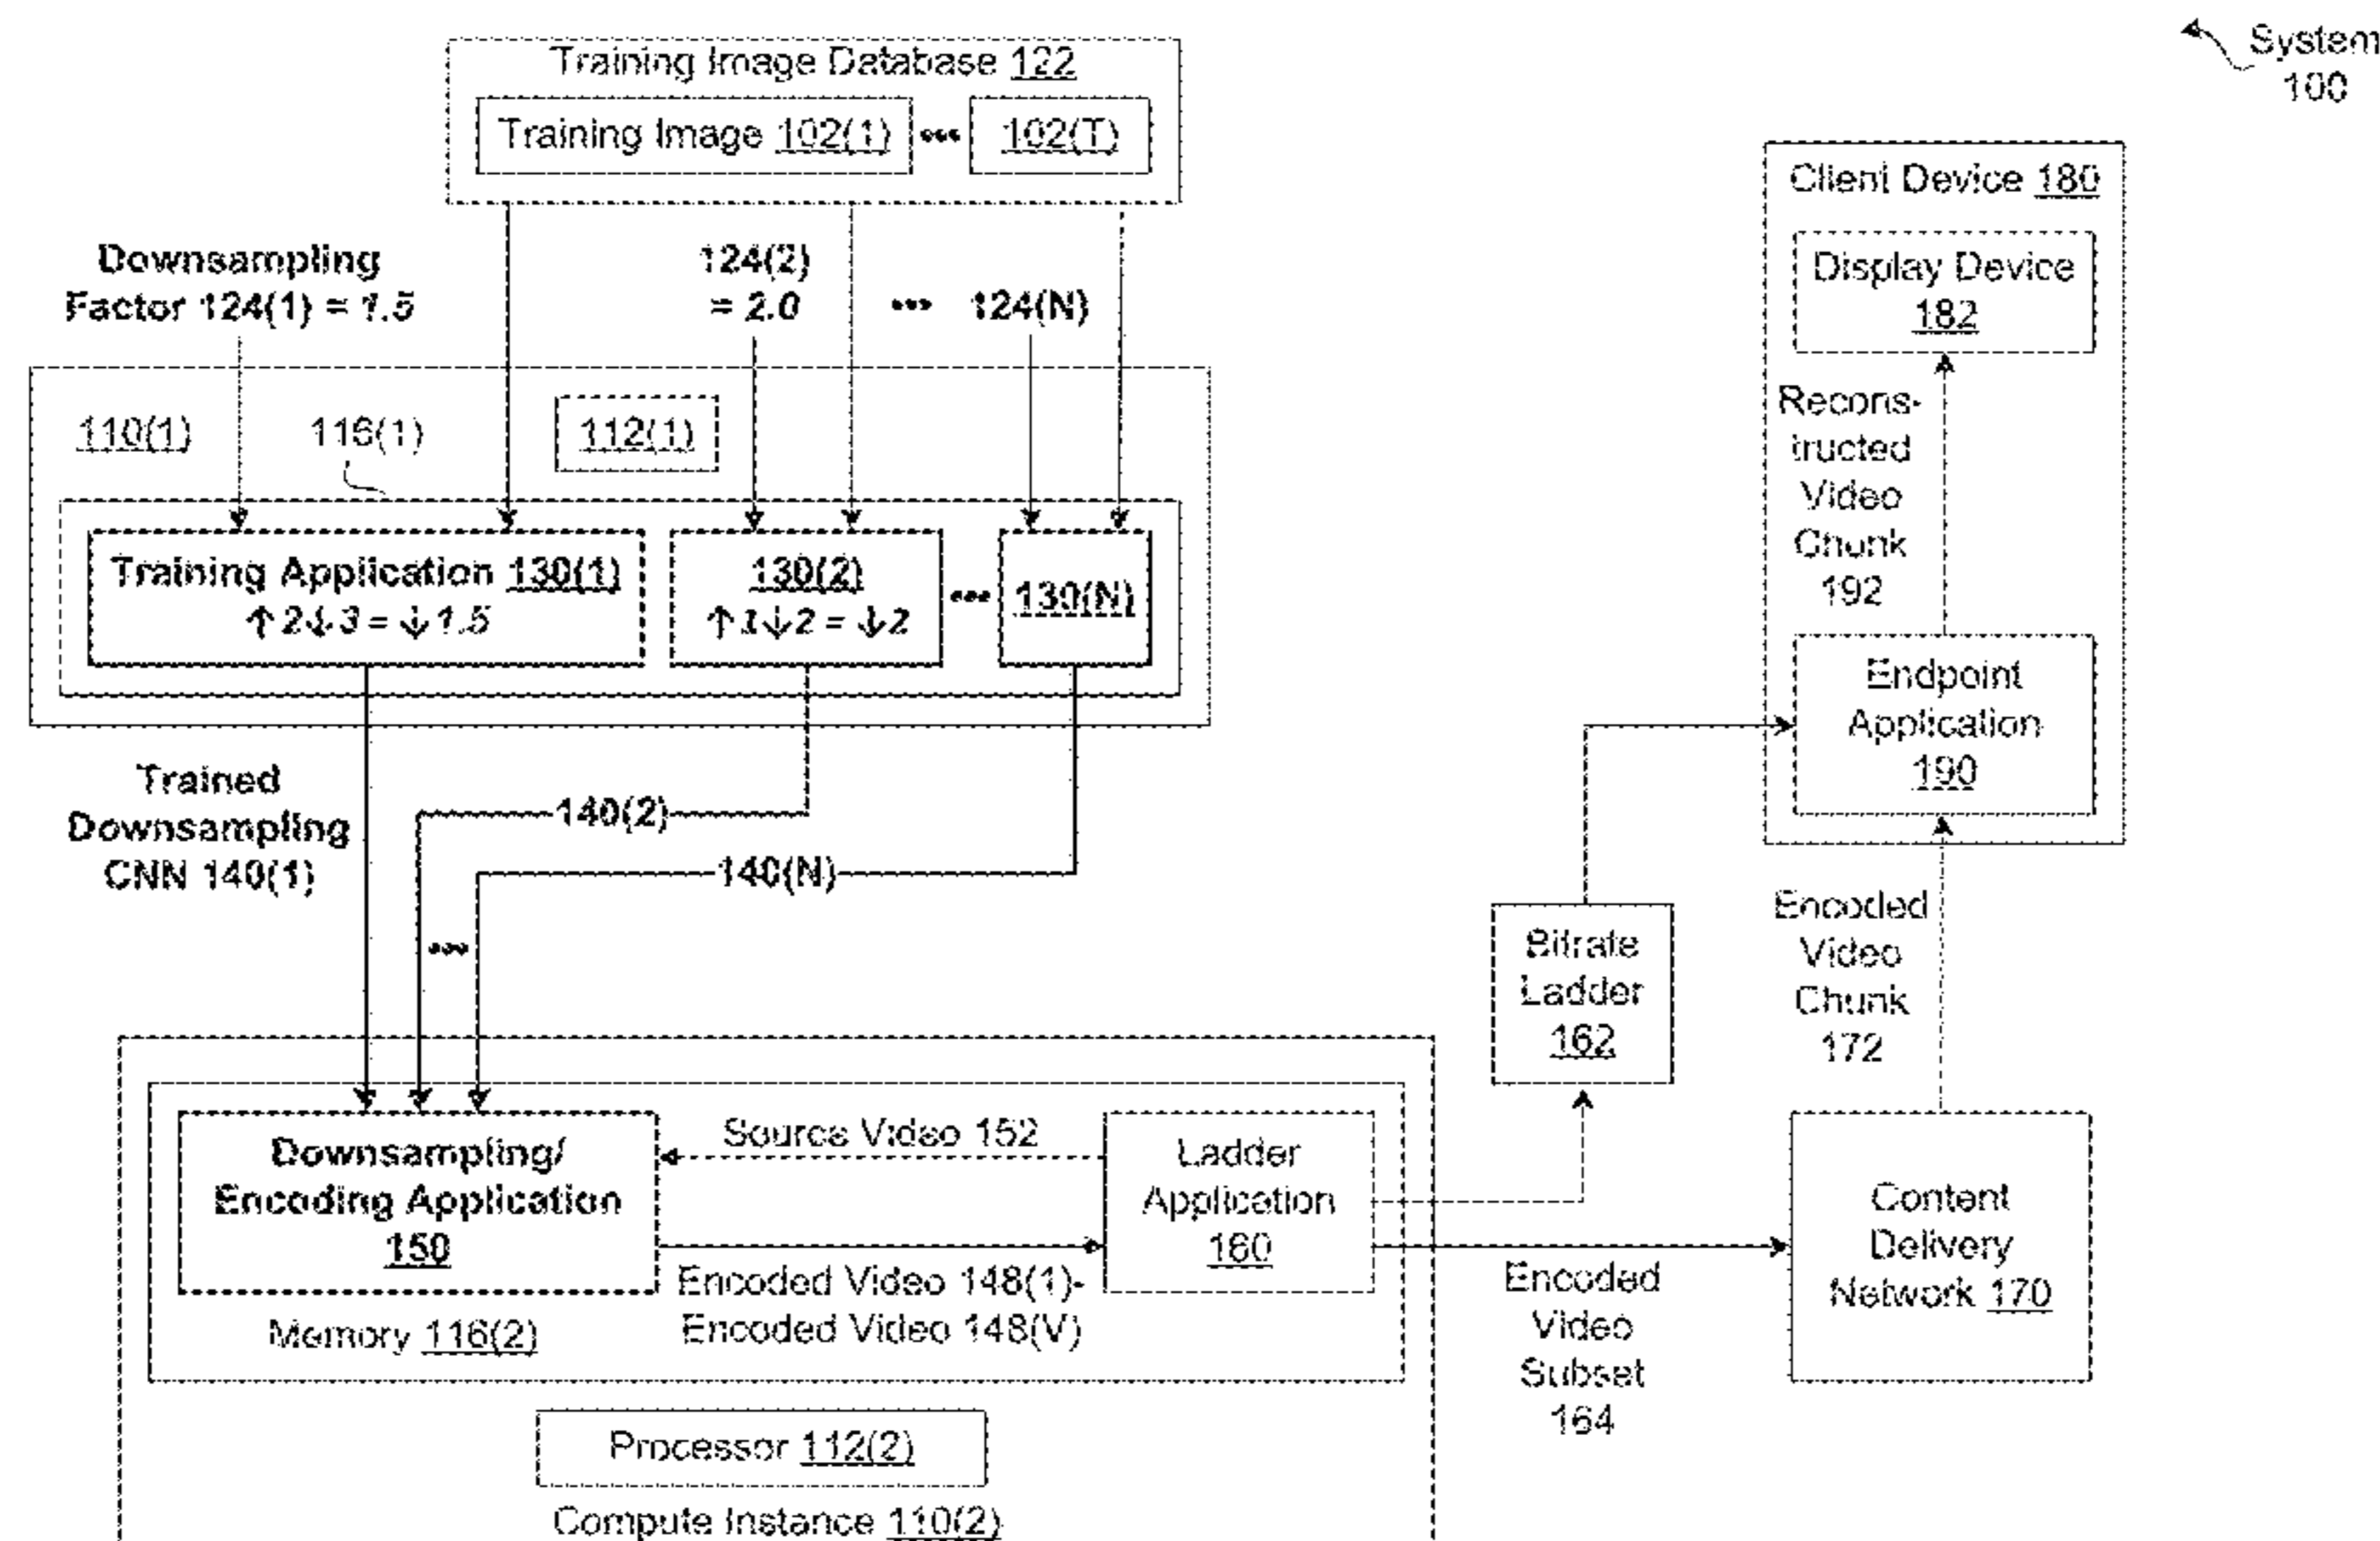 System
100
Training Image Database 122
Training Image 102(1) ••• 102(T)
Downsampling
Factor 124(1) = 1.5
124(2)
= 2.0
••• 124(N)
110(1)
116(1)
112(1)
Training Application 130(1)
↑2↓3 = ↓1.5
130(2)
↑1↓2 = ↓2
••• 130(N)
Trained
Downsampling
CNN 140(1)
140(2)
140(N)
•••
Downsampling/
Encoding Application
150
Source Video 152
Encoded Video 148(1)-
Encoded Video 148(V)
Ladder
Application
160
Memory 116(2)
Processor 112(2)
Compute Instance 110(2)
Bitrate
Ladder
162
Encoded
Video
Subset
164
Content
Delivery
Network 170
Encoded
Video
Chunk
172
Client Device 180
Display Device
182
Recons-
tructed
Video
Chunk
192
Endpoint
Application
190